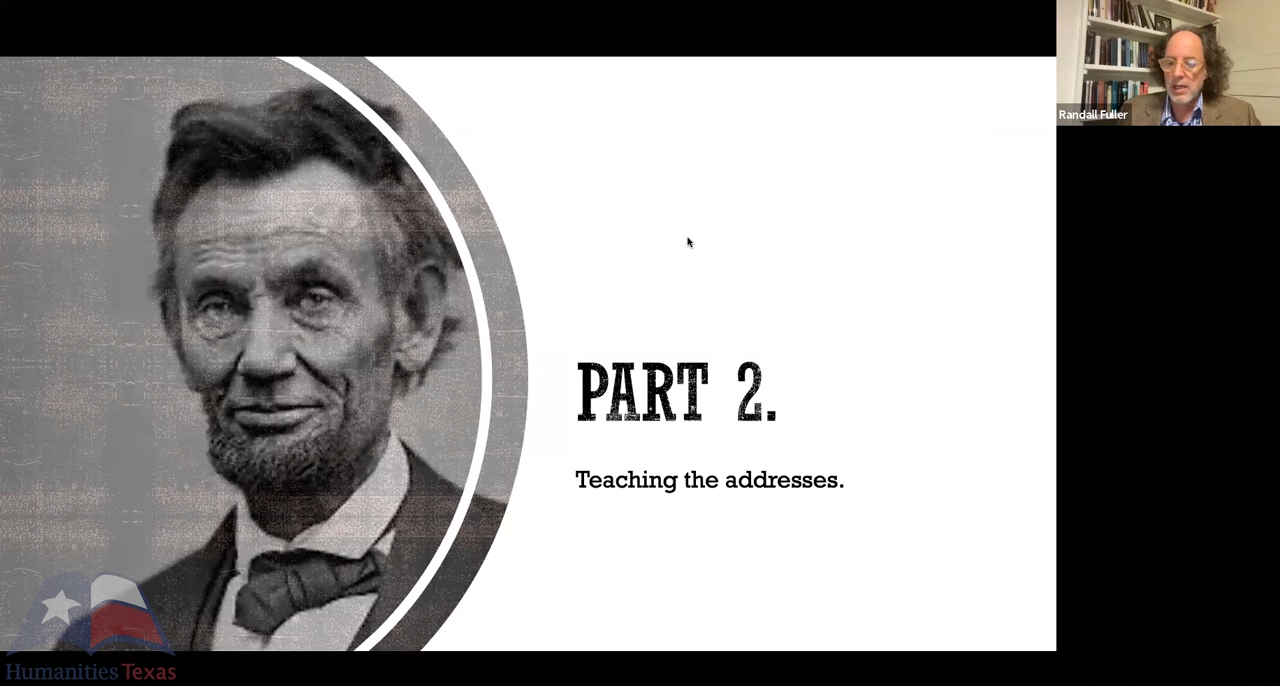 Randall Fuller
PART 2.
Teaching the addresses.
Humanities Texas